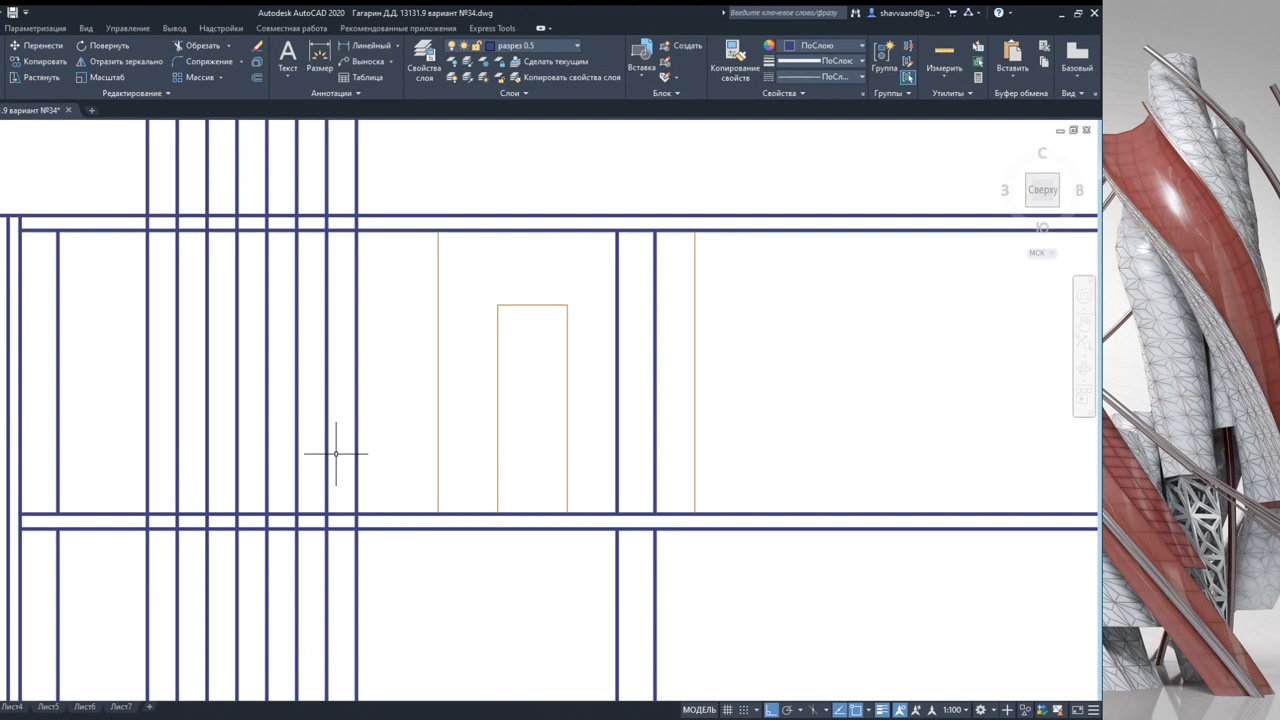 Autodesk AutoCAD 2020 Гагарин Д.Д. 13131.9 вариант №34.dwg
Введите ключевое слово/фразу
shavvaand@g...
Параметризация Вид Управление Вывод Надстройки Совместная работа Рекомендованные приложения Express Tools
Перенести Повернуть Обрезать
Копировать Отразить зеркально Сопряжение
Растянуть Масштаб Массив
Редактирование
Текст Размер
Линейный
Выноска
Таблица
Аннотации
Свойства слоя
разрез 0.5
Сделать текущим
Копировать свойства слоя
Слои
Вставка
Создать
Блок
Копирование свойств
ПоСлою
ПоСлою
ПоСл...
Свойства
Группа
Группы
Измерить
Утилиты
Вставить
Буфер обмена
Базовый
Вид
.9 вариант №34*
С
З Сверху В
Ю
МСК
Лист4 Лист5 Лист6 Лист7
МОДЕЛЬ 1:100